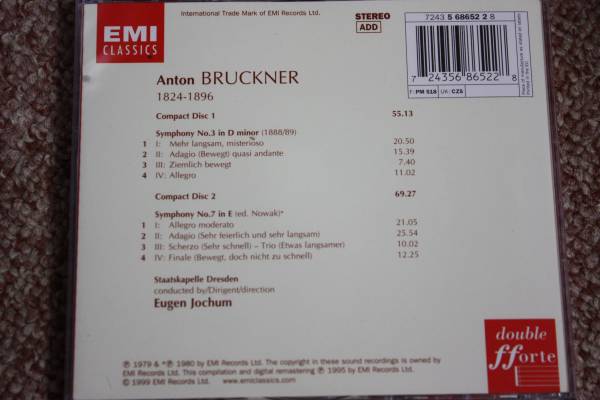 EMI
CLASSICS
International Trade Mark of EMI Records Ltd.
STEREO
ADD
7243 5 68652 2 8
7 24356 86522 8
F: PM 518 UK: CZS
Anton BRUCKNER
1824-1896
Compact Disc 1 55.13
Symphony No.3 in D minor (1888/89)
1 I: Mehr langsam, misterioso 20.50
2 II: Adagio (Bewegt) quasi andante 15.39
3 III: Ziemlich bewegt 7.40
4 IV: Allegro 11.02
Compact Disc 2 69.27
Symphony No.7 in E (ed. Nowak)*
1 I: Allegro moderato 21.05
2 II: Adagio (Sehr feierlich und sehr langsam) 25.54
3 III: Scherzo (Sehr schnell) – Trio (Etwas langsamer) 10.02
4 IV: Finale (Bewegt, doch nicht zu schnell) 12.25
Staatskapelle Dresden
conducted by/Dirigent/direction
Eugen Jochum
double
fforte
℗ 1979 & *℗ 1980 by EMI Records Ltd. The copyright in these sound recordings is owned by
EMI Records Ltd. This compilation and digital remastering ℗ 1995 by EMI Records Ltd.
© 1999 EMI Records Ltd. www.emiclassics.com